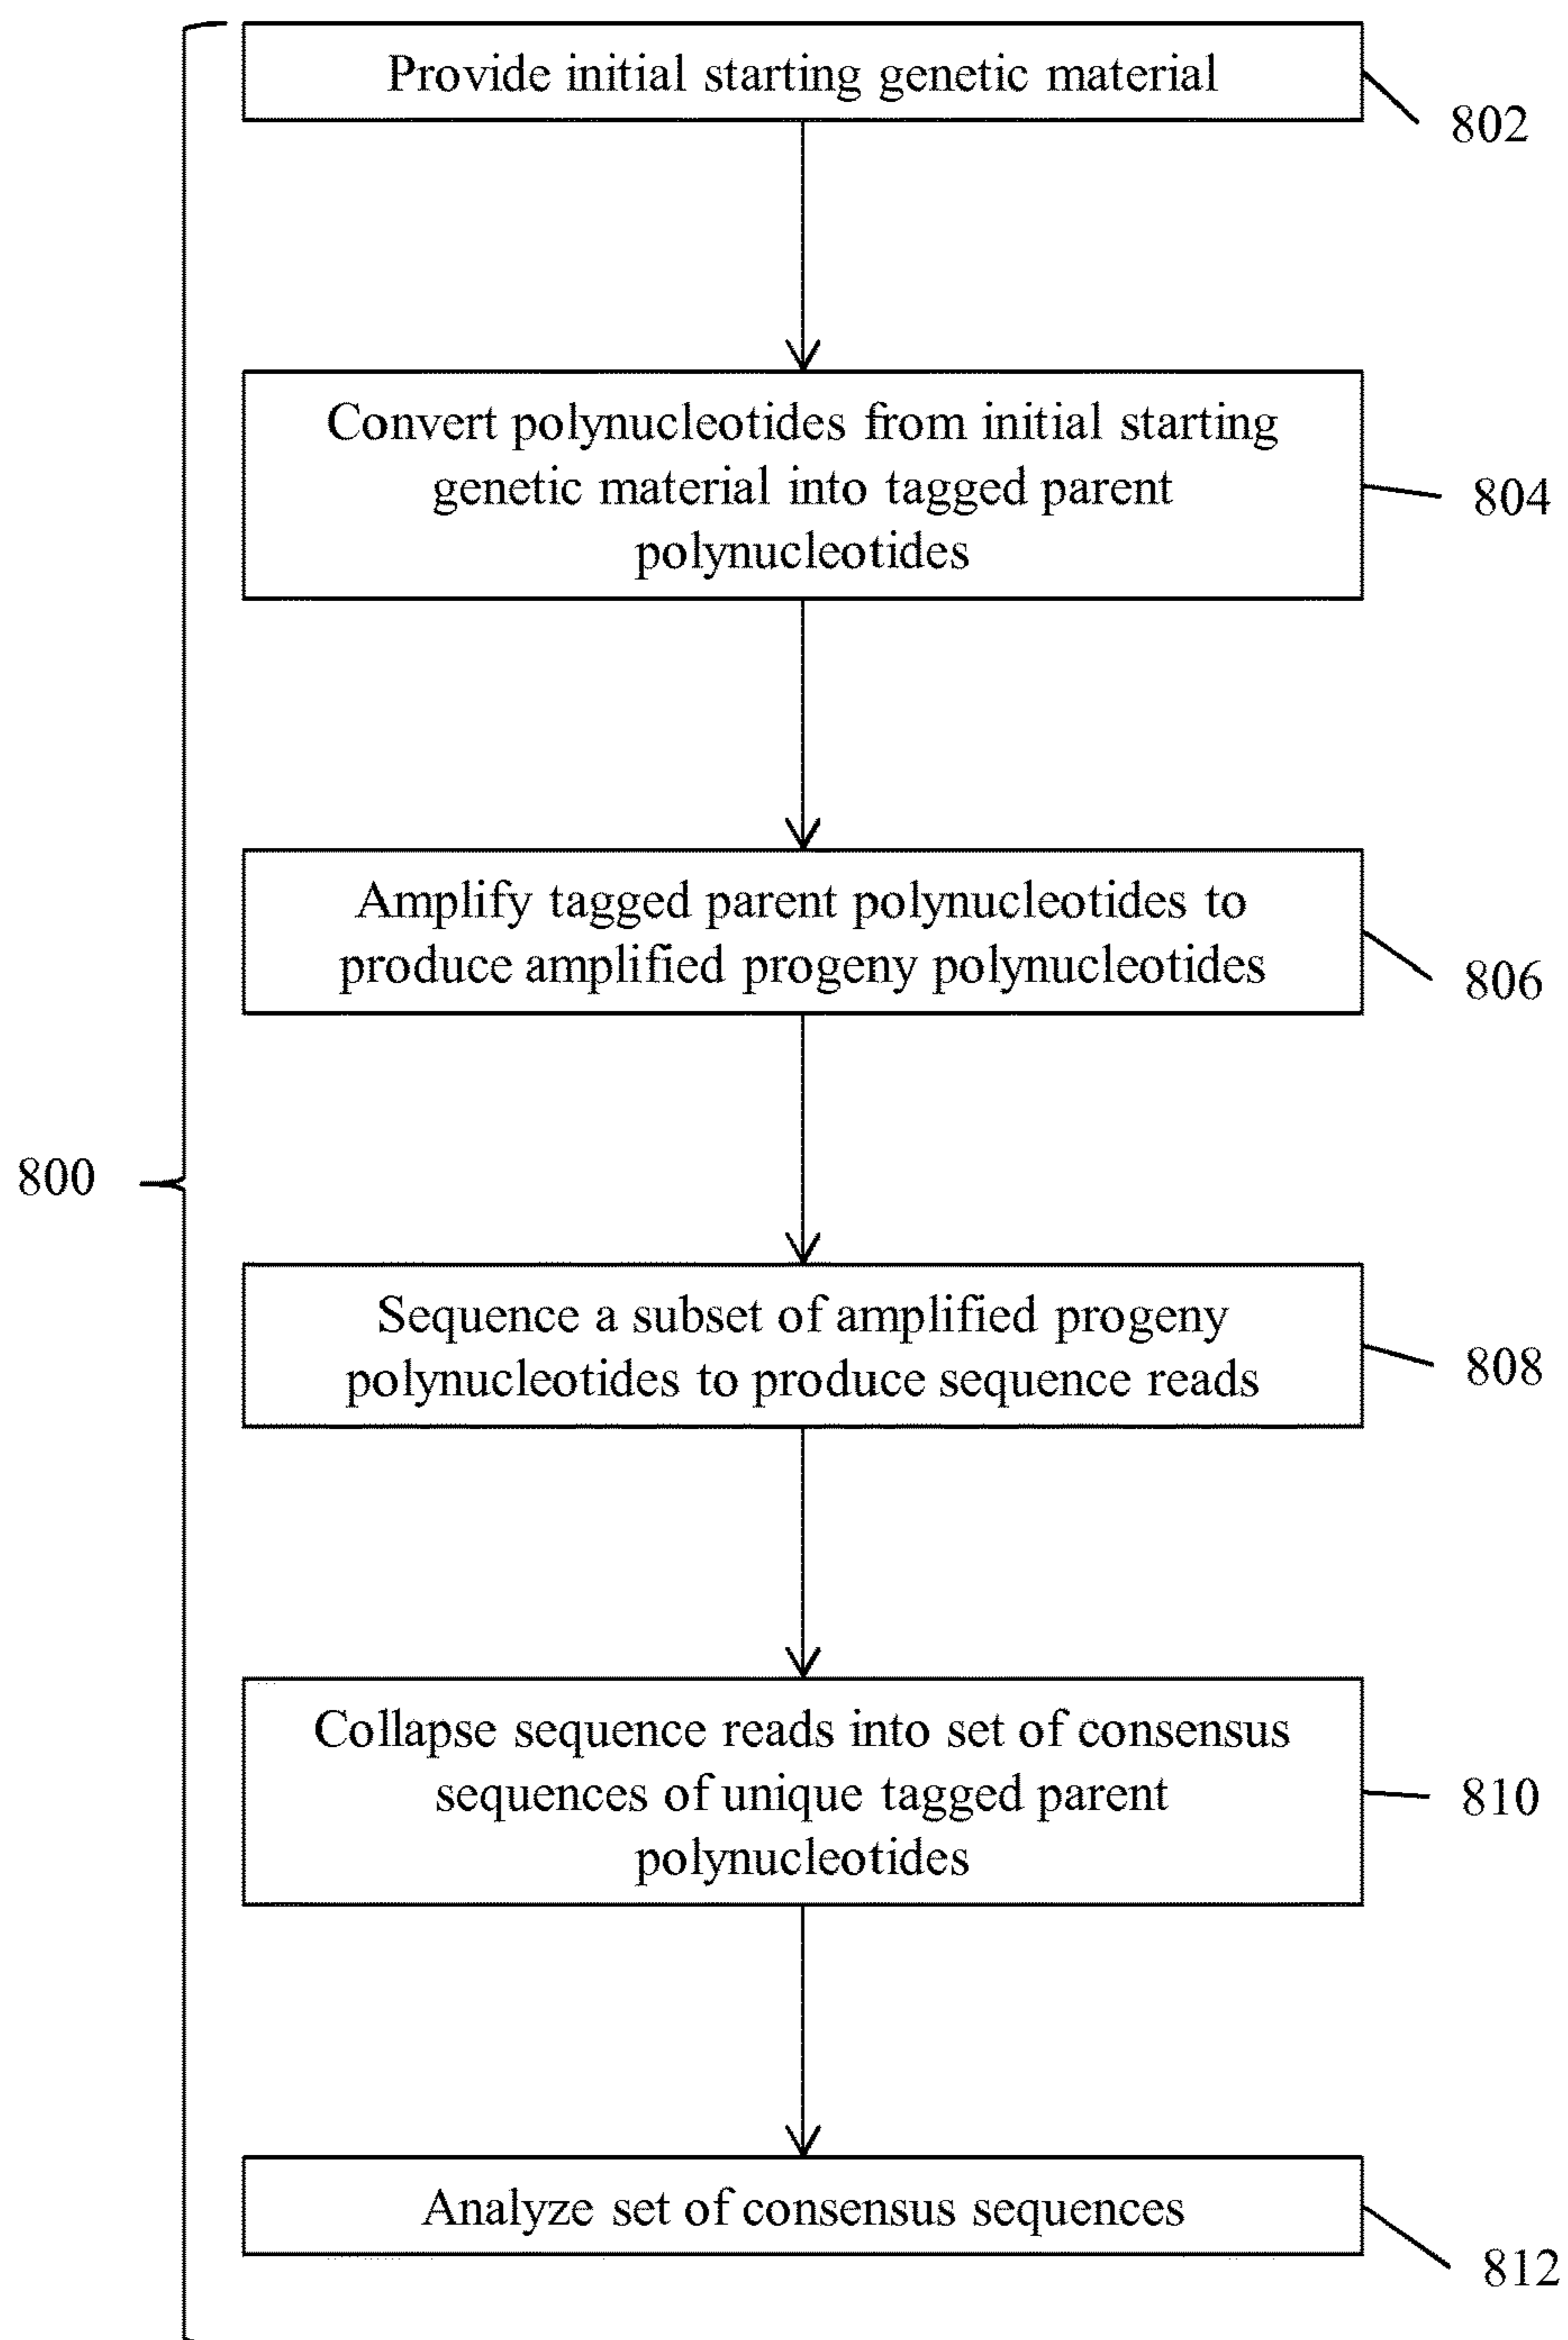 Provide initial starting genetic material
802
Convert polynucleotides from initial starting
genetic material into tagged parent
polynucleotides
804
Amplify tagged parent polynucleotides to
produce amplified progeny polynucleotides
806
800
Sequence a subset of amplified progeny
polynucleotides to produce sequence reads
808
Collapse sequence reads into set of consensus
sequences of unique tagged parent
polynucleotides
810
Analyze set of consensus sequences
812